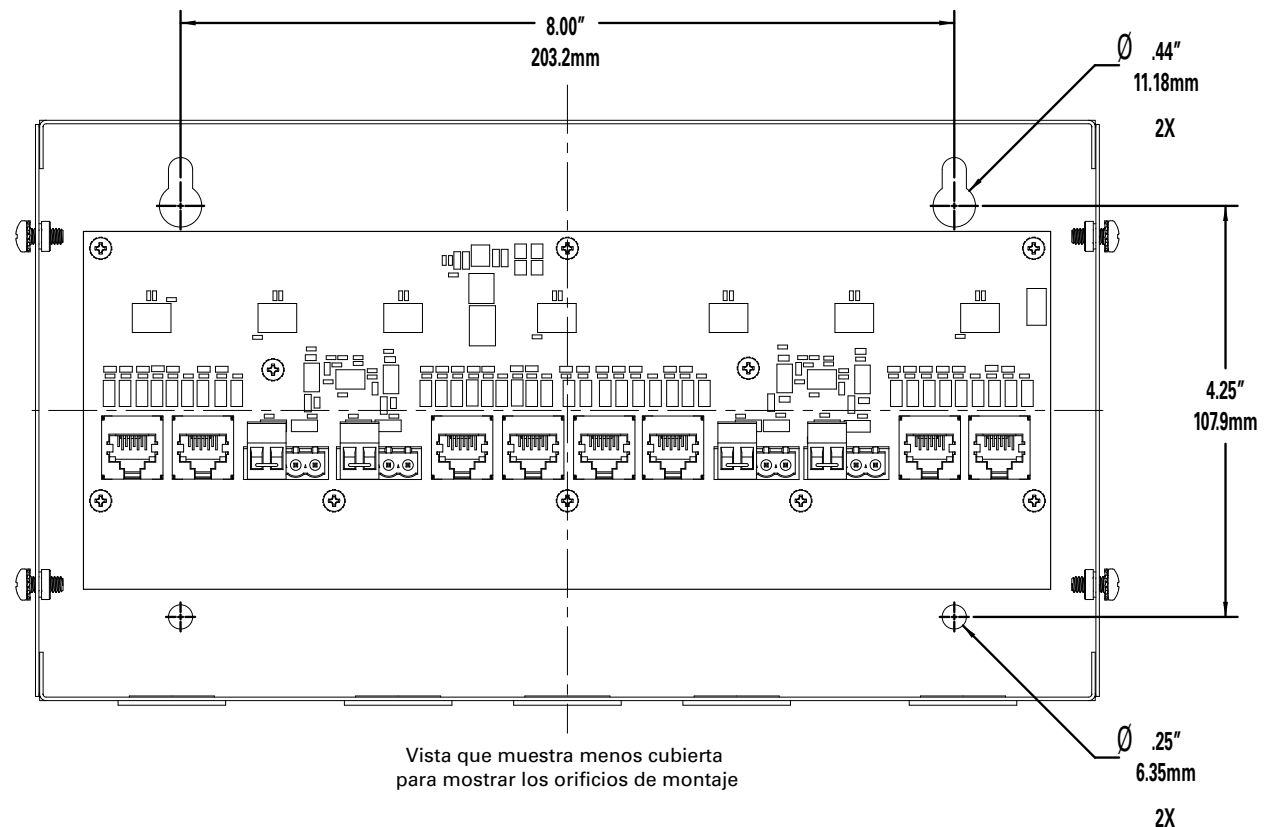 8.00"
203.2mm
Ø .44"
11.18mm
2X
4.25"
107.9mm
Vista que muestra menos cubierta
para mostrar los orificios de montaje
Ø .25"
6.35mm
2X